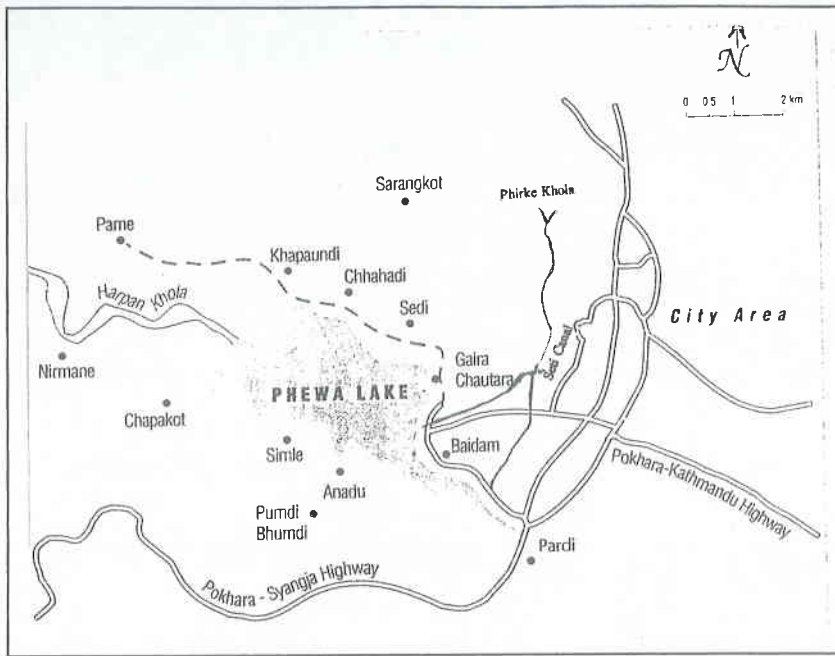 N
0 0.5 1 2 km
Sarangkot
Phirke Khola
Pame
Khapaundi
Harpan Khola
Chhahadi
Sedi
City Area
Seti Canal
Nirmane
Gaira
Chautara
PHEWA LAKE
Chapakot
Baidam
Simle
Anadu
Pokhara-Kathmandu Highway
Pumdi
Bhumdi
Pardi
Pokhara - Syangja Highway